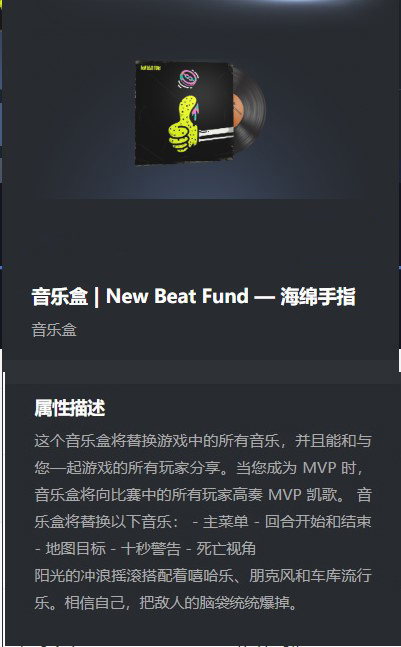 音乐盒 | New Beat Fund — 海绵手指
音乐盒
属性描述
这个音乐盒将替换游戏中的所有音乐，并且能和与
您一起游戏的所有玩家分享。当您成为 MVP 时，
音乐盒将向比赛中的所有玩家高奏 MVP 凯歌。 音
乐盒将替换以下音乐： - 主菜单 - 回合开始和结束
- 地图目标 - 十秒警告 - 死亡视角
阳光的冲浪摇滚搭配着嘻哈乐、朋克风和车库流行
乐。相信自己，把敌人的脑袋统统爆掉。